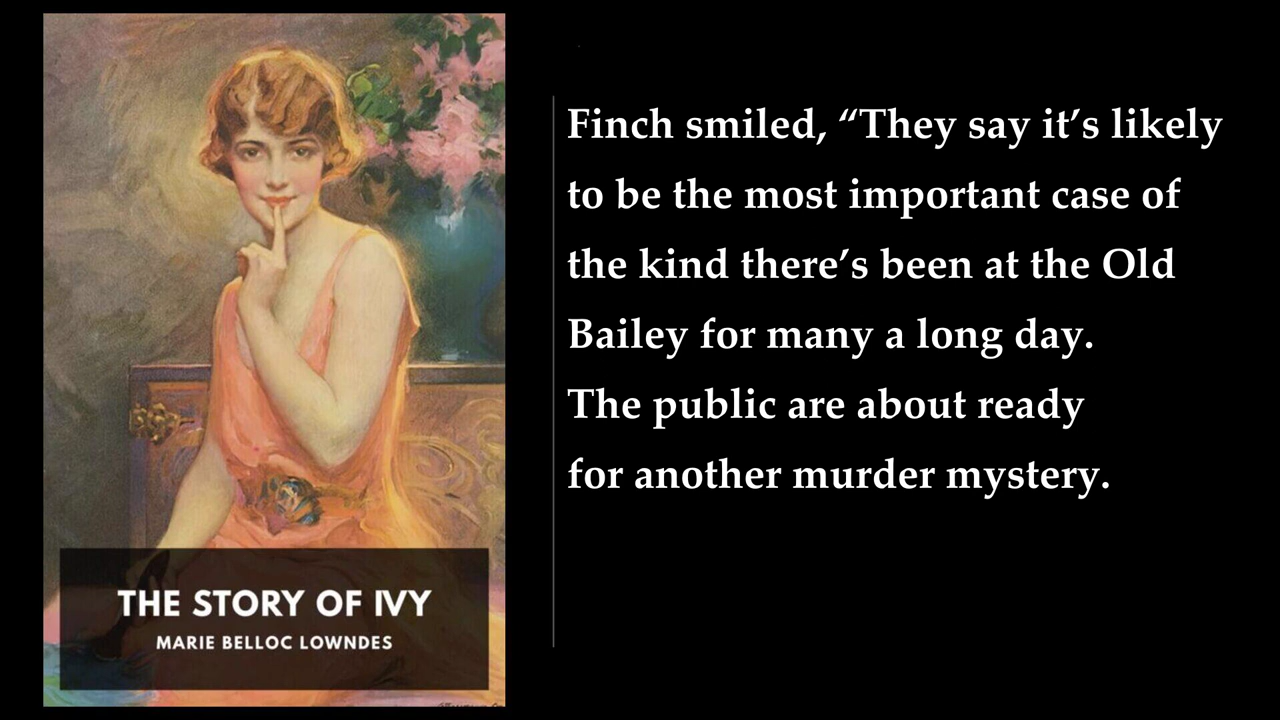 THE STORY OF IVY
MARIE BELLOC LOWNDES
Finch smiled, “They say it’s likely
to be the most important case of
the kind there’s been at the Old
Bailey for many a long day.
The public are about ready
for another murder mystery.